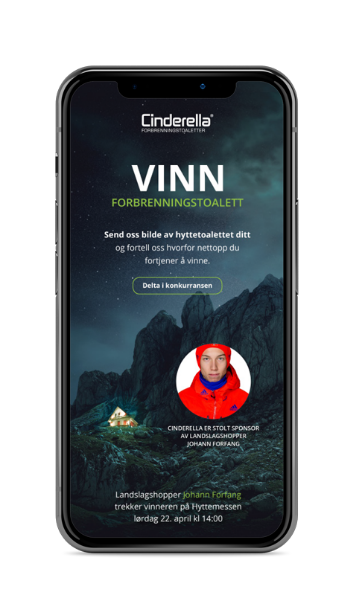 Cinderella®
FORBRENNINGSTOALETTER
VINN
FORBRENNINGSTOALETT
Send oss bilde av hyttetoalettet ditt
og fortell oss hvorfor nettopp du
fortjener å vinne.
Delta i konkurransen
CINDERELLA ER STOLT SPONSOR
AV LANDSLAGSHOPPER
JOHANN FORFANG
Landslagshopper Johann Forfang
trekker vinneren på Hyttemessen
lørdag 22. april kl 14:00